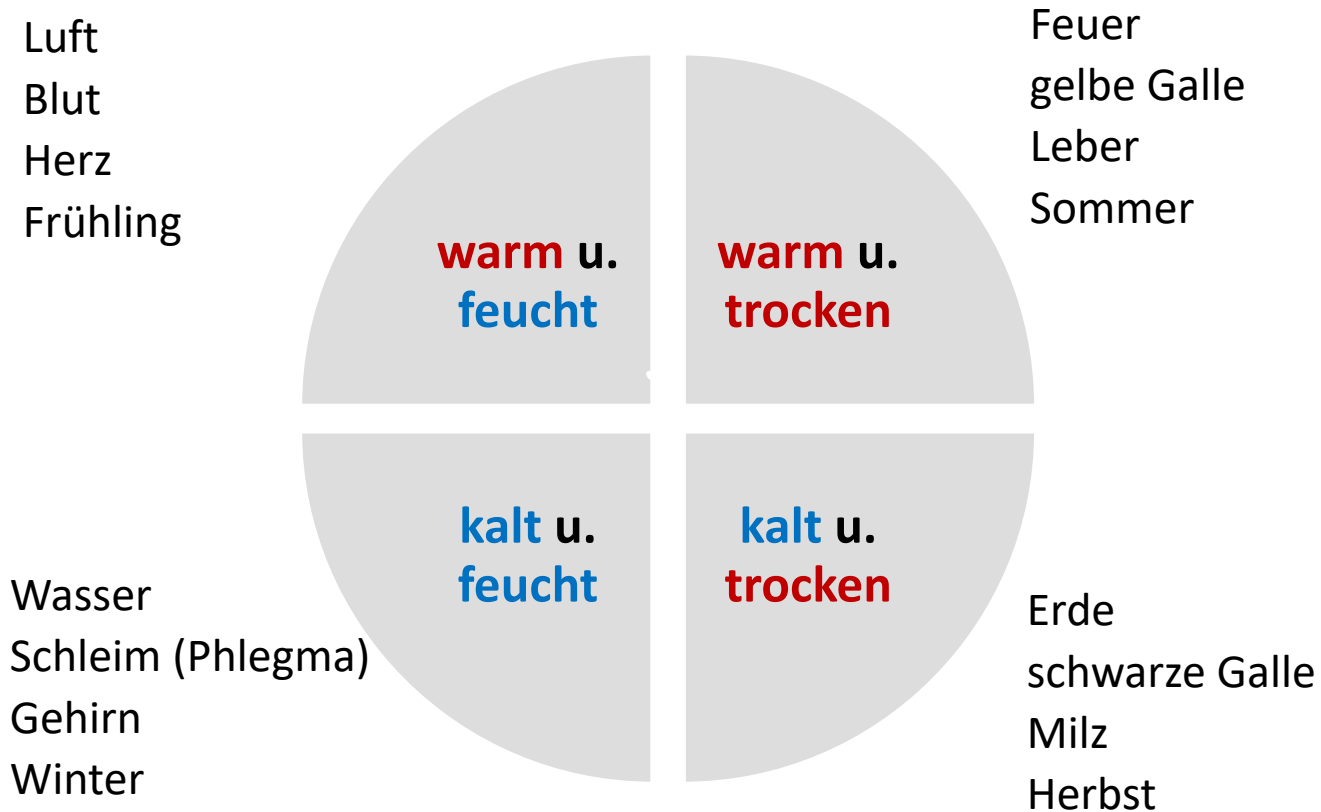 Luft
Blut
Herz
Frühling
Feuer
gelbe Galle
Leber
Sommer
warm u.
feucht
warm u.
trocken
kalt u.
feucht
kalt u.
trocken
Wasser
Schleim (Phlegma)
Gehirn
Winter
Erde
schwarze Galle
Milz
Herbst